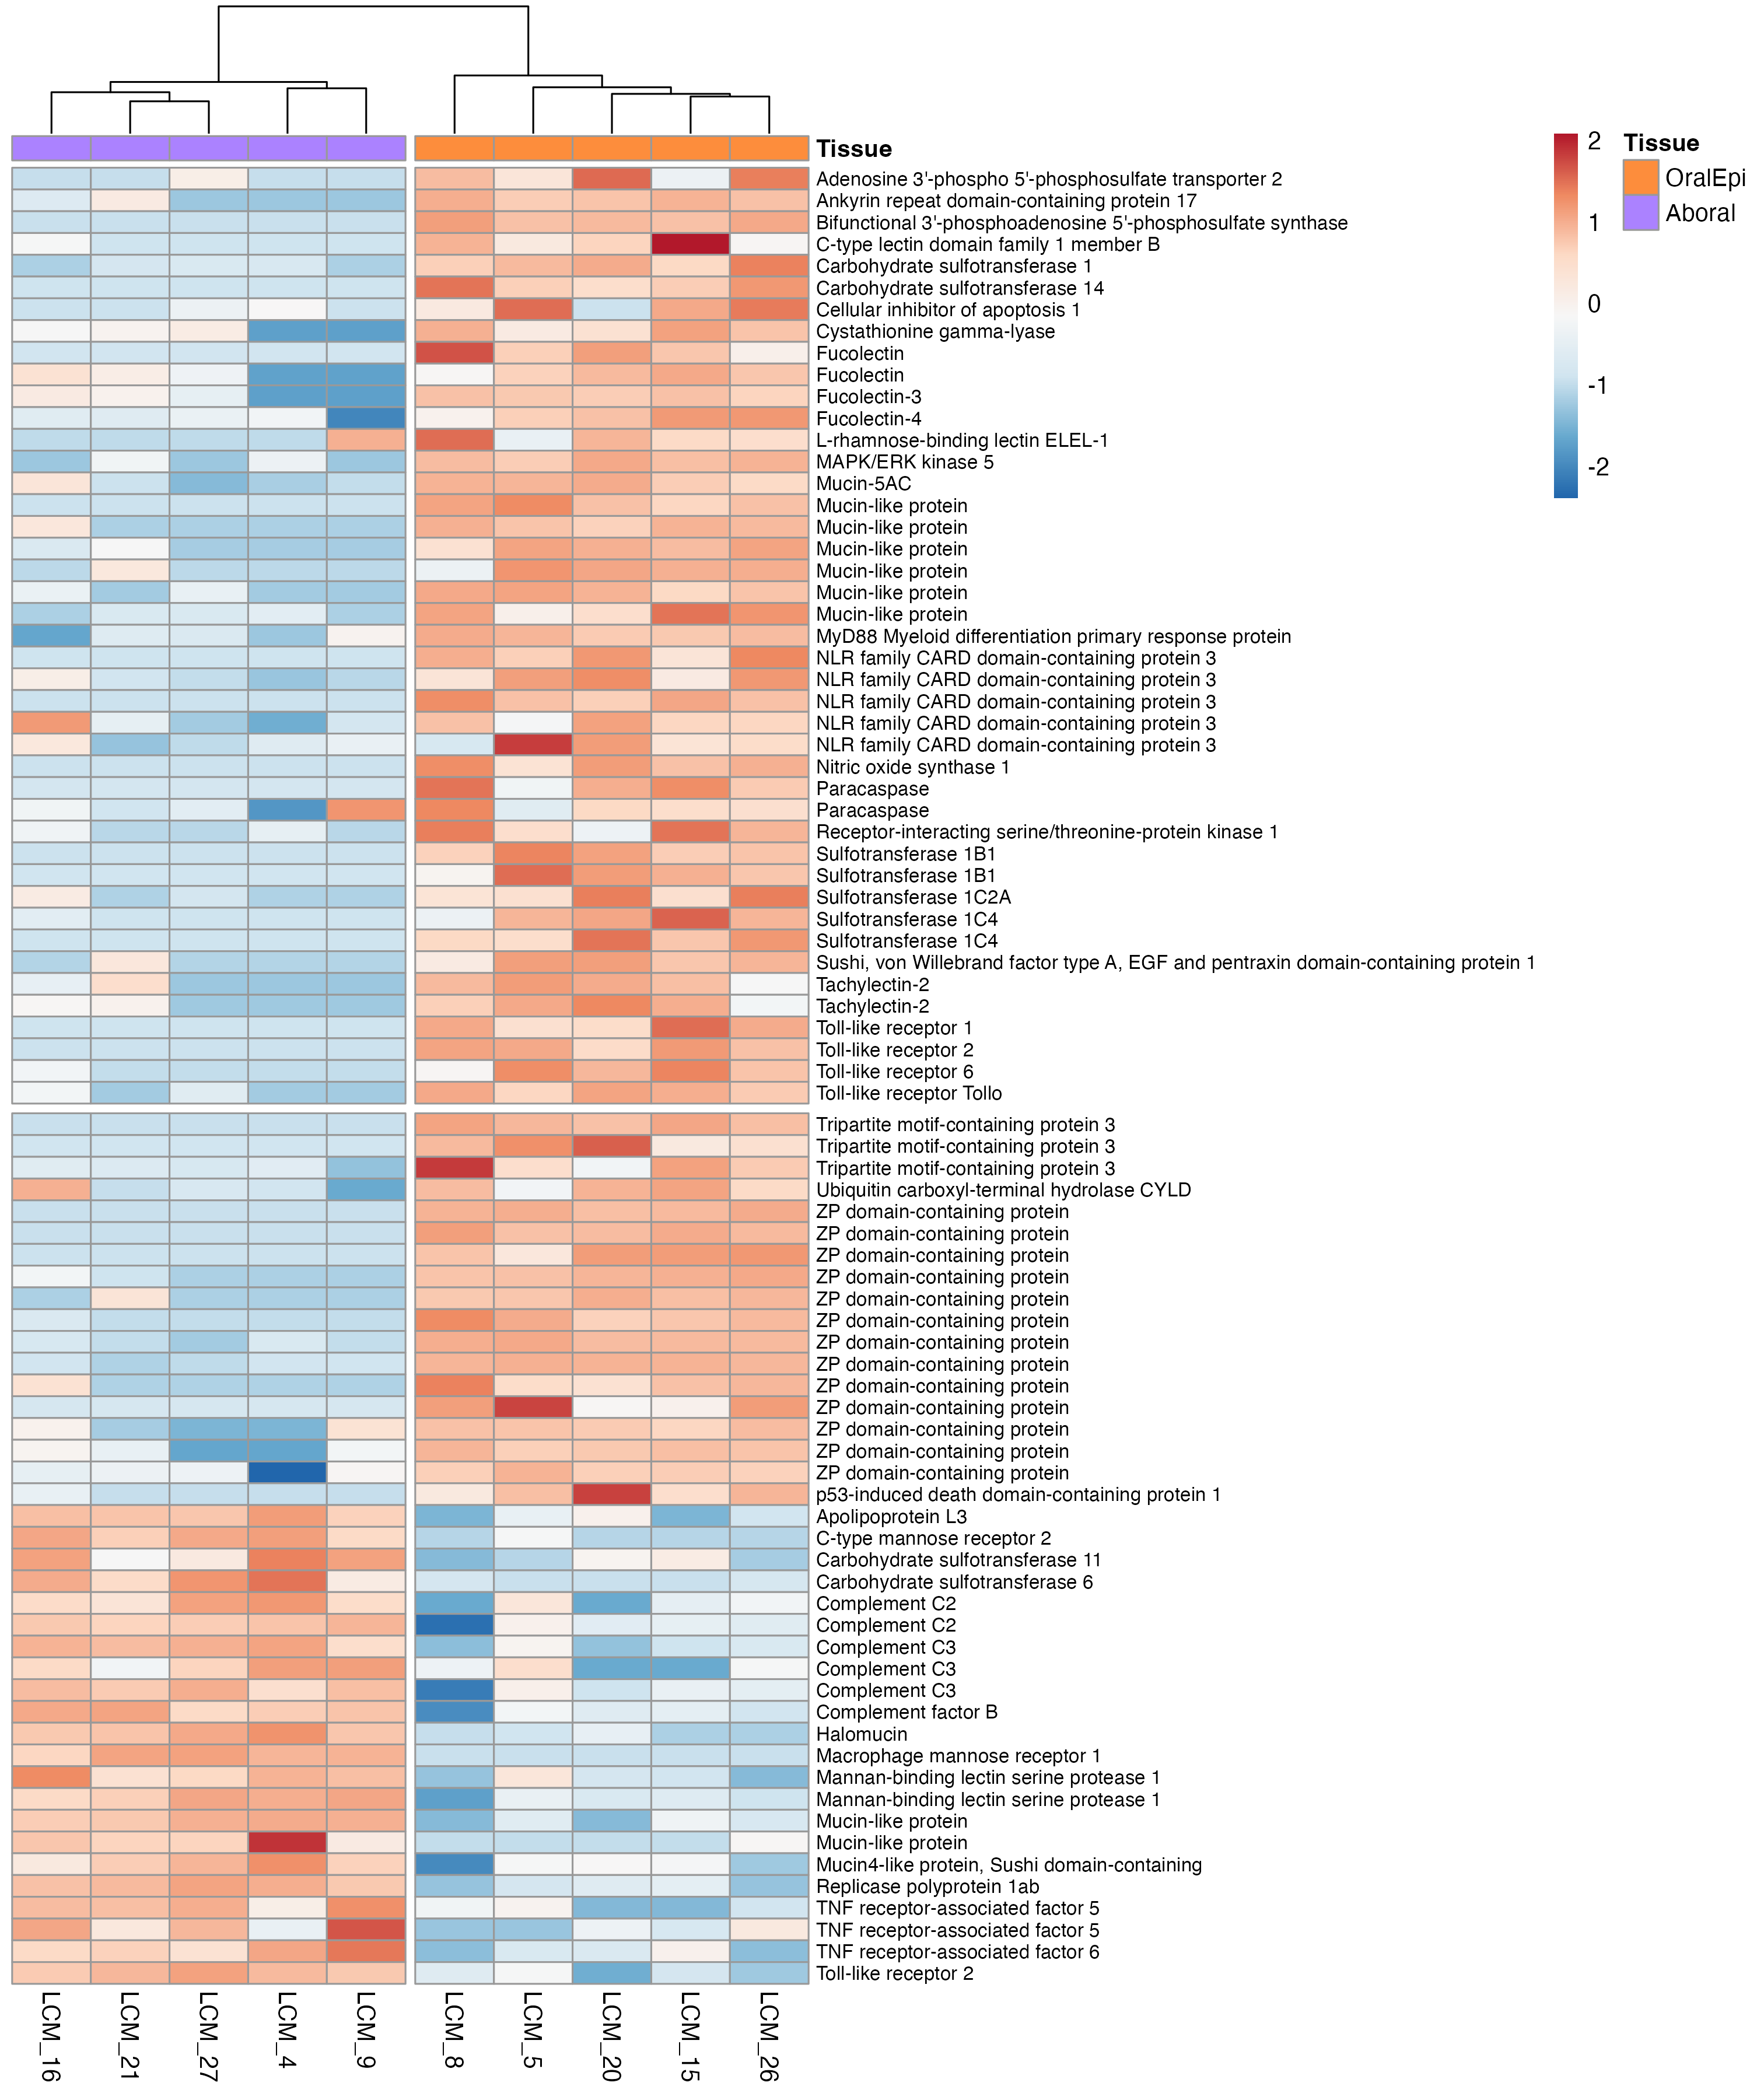 Tissue
Adenosine 3'-phospho 5'-phosphosulfate transporter 2
Ankyrin repeat domain-containing protein 17
Bifunctional 3'-phosphoadenosine 5'-phosphosulfate synthase
C-type lectin domain family 1 member B
Carbohydrate sulfotransferase 1
Carbohydrate sulfotransferase 14
Cellular inhibitor of apoptosis 1
Cystathionine gamma-lyase
Fucolectin
Fucolectin
Fucolectin-3
Fucolectin-4
L-rhamnose-binding lectin ELEL-1
MAPK/ERK kinase 5
Mucin-5AC
Mucin-like protein
Mucin-like protein
Mucin-like protein
Mucin-like protein
Mucin-like protein
Mucin-like protein
MyD88 Myeloid differentiation primary response protein
NLR family CARD domain-containing protein 3
NLR family CARD domain-containing protein 3
NLR family CARD domain-containing protein 3
NLR family CARD domain-containing protein 3
NLR family CARD domain-containing protein 3
Nitric oxide synthase 1
Paracaspase
Paracaspase
Receptor-interacting serine/threonine-protein kinase 1
Sulfotransferase 1B1
Sulfotransferase 1B1
Sulfotransferase 1C2A
Sulfotransferase 1C4
Sulfotransferase 1C4
Sushi, von Willebrand factor type A, EGF and pentraxin domain-containing protein 1
Tachylectin-2
Tachylectin-2
Toll-like receptor 1
Toll-like receptor 2
Toll-like receptor 6
Toll-like receptor Tollo
Tripartite motif-containing protein 3
Tripartite motif-containing protein 3
Tripartite motif-containing protein 3
Ubiquitin carboxyl-terminal hydrolase CYLD
ZP domain-containing protein
ZP domain-containing protein
ZP domain-containing protein
ZP domain-containing protein
ZP domain-containing protein
ZP domain-containing protein
ZP domain-containing protein
ZP domain-containing protein
ZP domain-containing protein
ZP domain-containing protein
ZP domain-containing protein
ZP domain-containing protein
ZP domain-containing protein
p53-induced death domain-containing protein 1
Apolipoprotein L3
C-type mannose receptor 2
Carbohydrate sulfotransferase 11
Carbohydrate sulfotransferase 6
Complement C2
Complement C2
Complement C3
Complement C3
Complement C3
Complement factor B
Halomucin
Macrophage mannose receptor 1
Mannan-binding lectin serine protease 1
Mannan-binding lectin serine protease 1
Mucin-like protein
Mucin-like protein
Mucin4-like protein, Sushi domain-containing
Replicase polyprotein 1ab
TNF receptor-associated factor 5
TNF receptor-associated factor 5
TNF receptor-associated factor 6
Toll-like receptor 2
LCM_16
LCM_21
LCM_27
LCM_4
LCM_9
LCM_8
LCM_5
LCM_20
LCM_15
LCM_26
2
1
0
-1
-2
Tissue
OralEpi
Aboral